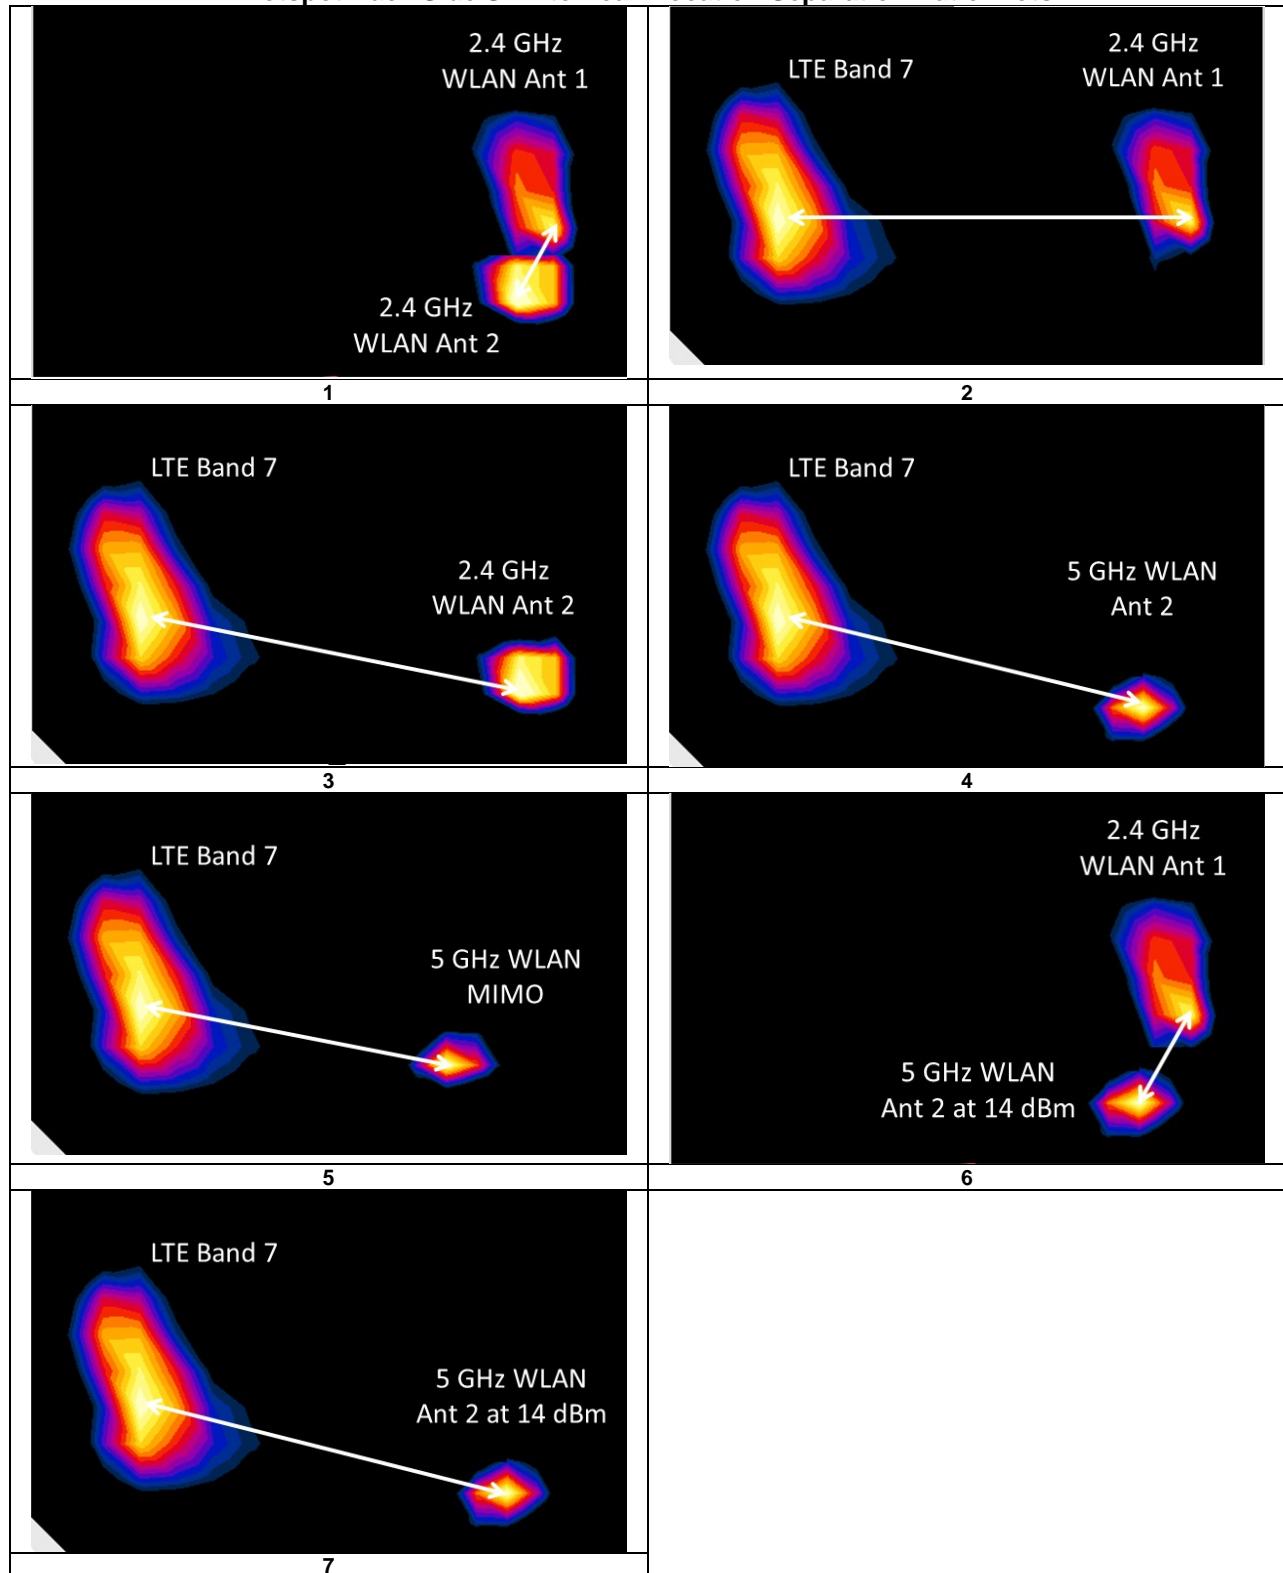 2.4 GHz
WLAN Ant 1
2.4 GHz
WLAN Ant 2
1
LTE Band 7
2.4 GHz
WLAN Ant 1
2
LTE Band 7
2.4 GHz
WLAN Ant 2
3
LTE Band 7
5 GHz WLAN
Ant 2
4
LTE Band 7
5 GHz WLAN
MIMO
5
2.4 GHz
WLAN Ant 1
5 GHz WLAN
Ant 2 at 14 dBm
6
LTE Band 7
5 GHz WLAN
Ant 2 at 14 dBm
7